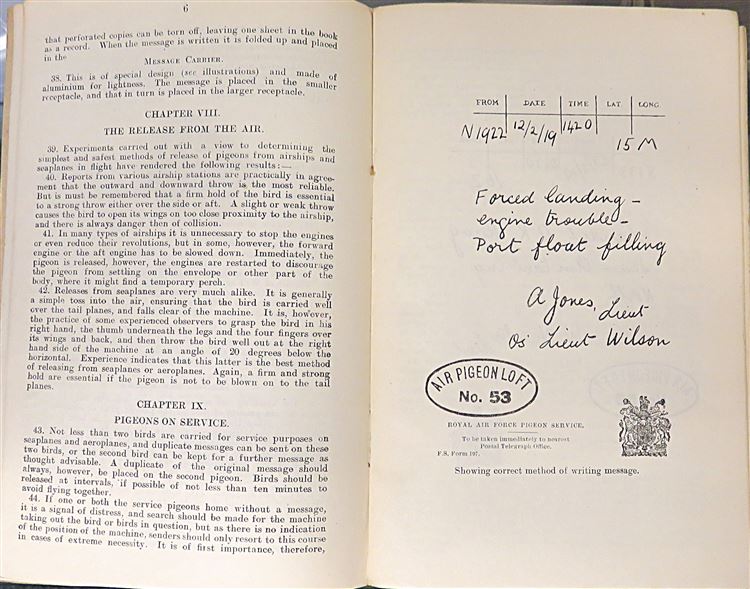 6
that perforated copies can be torn off, leaving one sheet in the book
as a record. When the message is written it is folded up and placed
in the
MESSAGE CARRIER.
38. This is of special design (see illustrations) and made of
aluminium for lightness. The message is placed in the smaller
receptacle, and that in turn is placed in the larger receptacle.
CHAPTER VIII.
THE RELEASE FROM THE AIR.
39. Experiments carried out with a view to determining the
simplest and safest methods of release of pigeons from airships and
seaplanes in flight have rendered the following results:—
40. Reports from various airship stations are practically in agree-
ment that the outward and downward throw is the most reliable.
But is must be remembered that a firm hold of the bird is essential
to a strong throw either over the side or aft. A slight or weak throw
causes the bird to open its wings on too close proximity to the airship,
and there is always danger then of collision.
41. In many types of airships it is unnecessary to stop the engines
or even reduce their revolutions, but in some, however, the forward
engine or the aft engine has to be slowed down. Immediately, the
pigeon is released, however, the engines are restarted to discourage
the pigeon from settling on the envelope or other part of the
body, where it might find a temporary perch.
42. Releases from seaplanes are very much alike. It is generally
a simple toss into the air, ensuring that the bird is carried well
over the tail planes, and falls clear of the machine. It is, however,
the practice of some experienced observers to grasp the bird in his
right hand, the thumb underneath the legs and the four fingers over
its wings and back, and then throw the bird well out at the right
hand side of the machine at an angle of 20 degrees below the
horizontal. Experience indicates that this latter is the best method
of releasing from seaplanes or aeroplanes. Again, a firm and strong
hold are essential if the pigeon is not to be blown on to the tail
planes.
CHAPTER IX.
PIGEONS ON SERVICE.
43. Not less than two birds are carried for service purposes on
seaplanes and aeroplanes, and duplicate messages can be sent on these
two birds, or the second bird can be kept for a further message as
thought advisable. A duplicate of the original message should
always, however, be placed on the second pigeon. Birds should be
released at intervals, if possible of not less than ten minutes to
avoid flying together.
44. If one or both the service pigeons home without a message,
it is a signal of distress, and search should be made for the machine
taking out the bird or birds in question, but as there is no indication
of the position of the machine, senders should only resort to this course
in cases of extreme necessity. It is of first importance, therefore,
FROM DATE TIME LAT. LONG.
N1922 12/2/19 1420 15 M
Forced landing —
engine trouble —
Port float filling
A Jones, Lieut
Os' Lieut Wilson
AIR PIGEON LOFT
No. 53
ROYAL AIR FORCE PIGEON SERVICE.
To be taken immediately to nearest
Postal Telegraph Office.
F.S. Form 107.
Showing correct method of writing message.